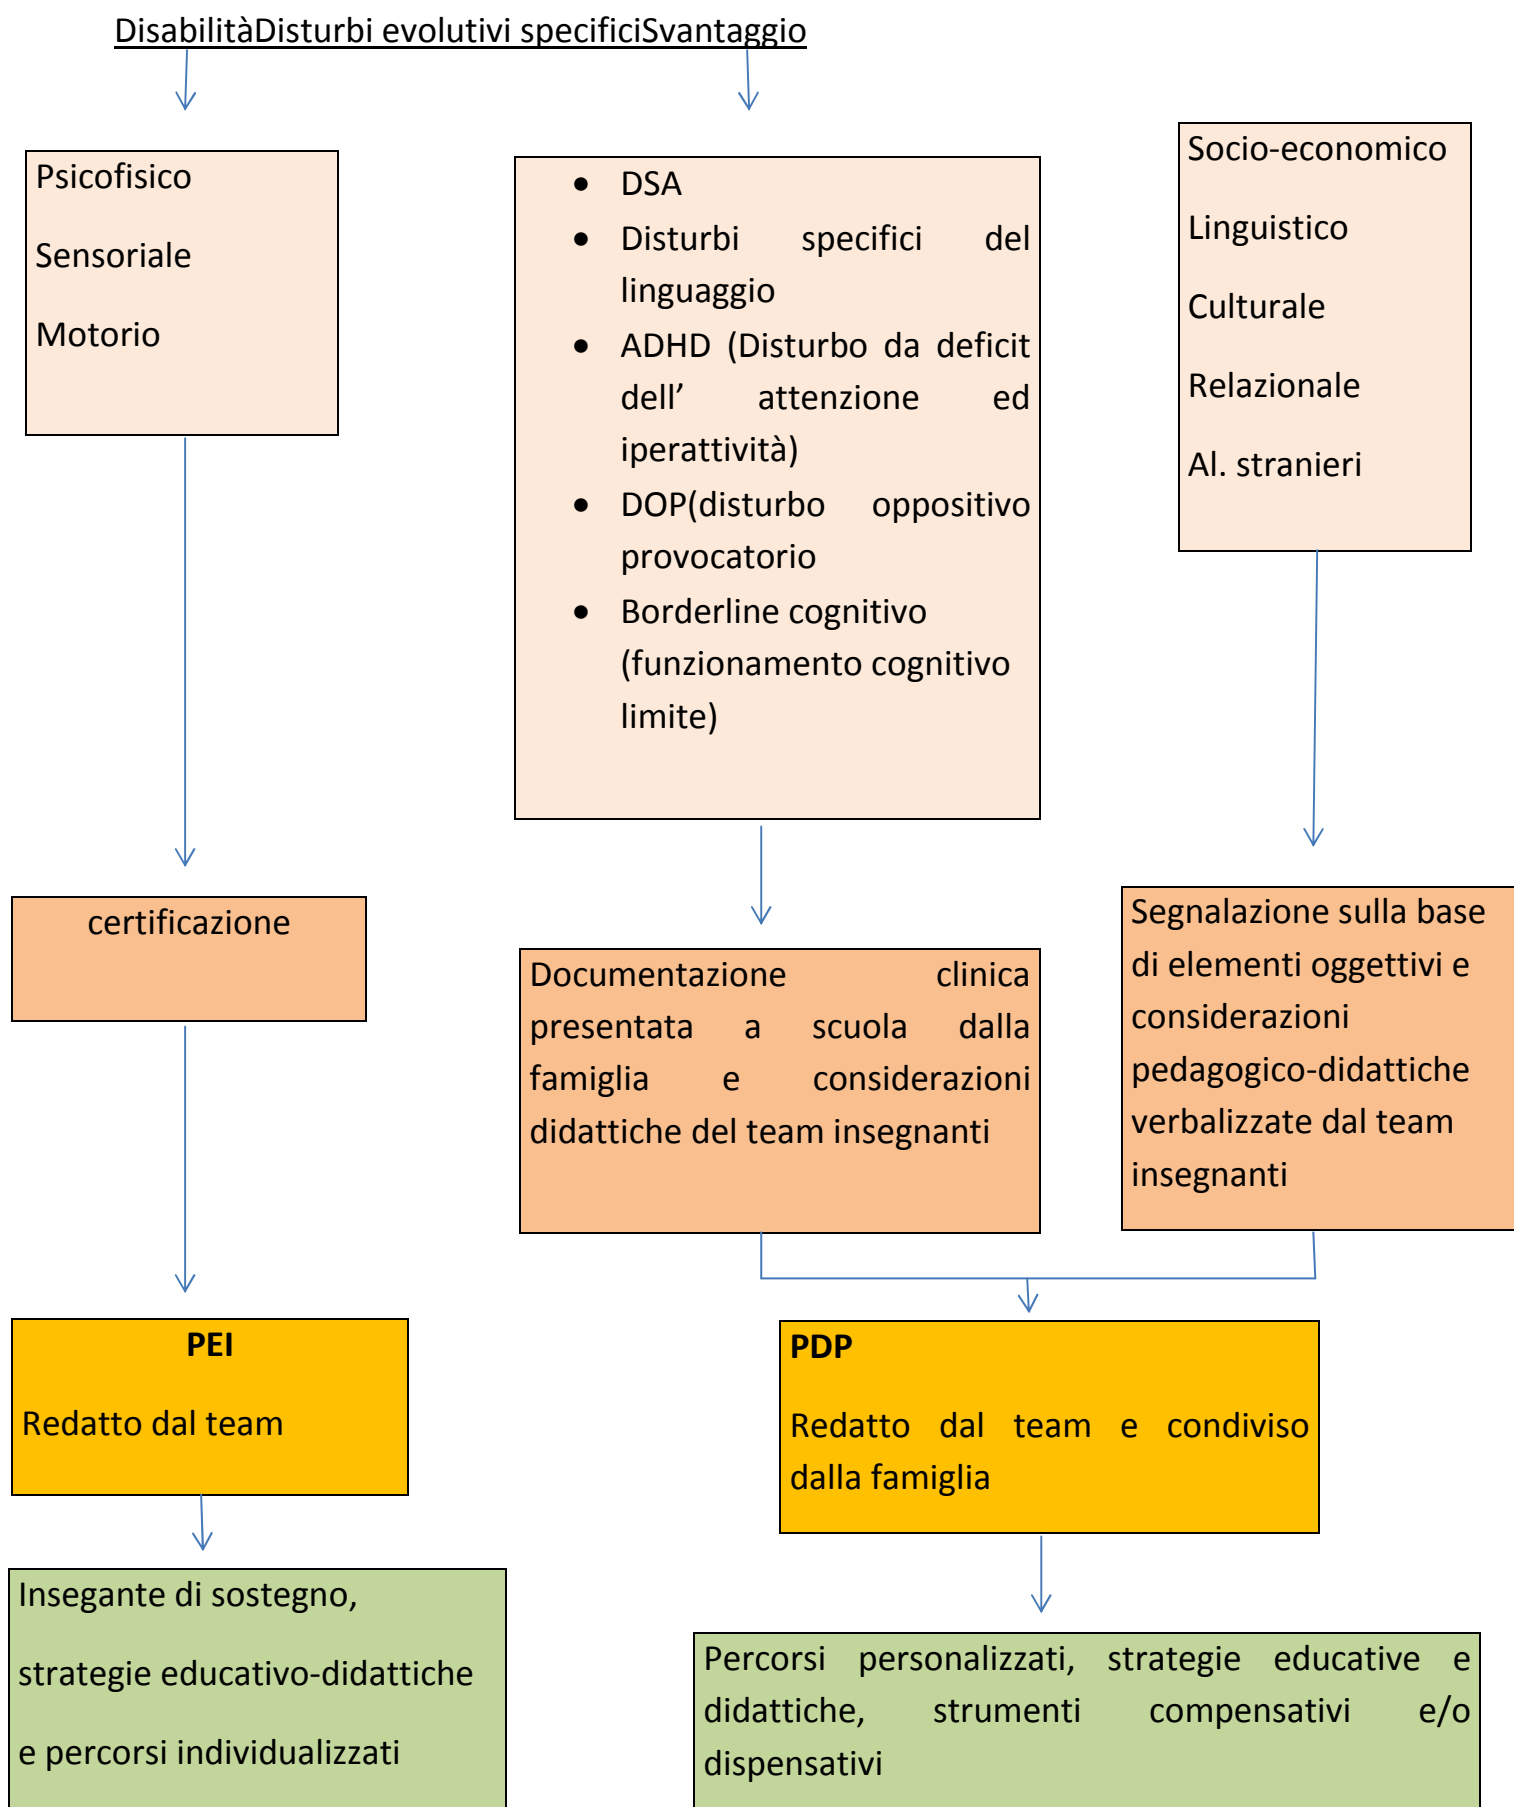 DisabilitàDisturbi evolutivi specificiSvantaggio
Psicofisico
Sensoriale
Motorio
• DSA
• Disturbi specifici del
linguaggio
• ADHD (Disturbo da deficit
dell’ attenzione ed
iperattività)
• DOP(disturbo oppositivo
provocatorio
• Borderline cognitivo
(funzionamento cognitivo
limite)
Socio-economico
Linguistico
Culturale
Relazionale
Al. stranieri
certificazione
Documentazione clinica
presentata a scuola dalla
famiglia e considerazioni
didattiche del team insegnanti
Segnalazione sulla base
di elementi oggettivi e
considerazioni
pedagogico-didattiche
verbalizzate dal team
insegnanti
PEI
Redatto dal team
PDP
Redatto dal team e condiviso
dalla famiglia
Insegante di sostegno,
strategie educativo-didattiche
e percorsi individualizzati
Percorsi personalizzati, strategie educative e
didattiche, strumenti compensativi e/o
dispensativi